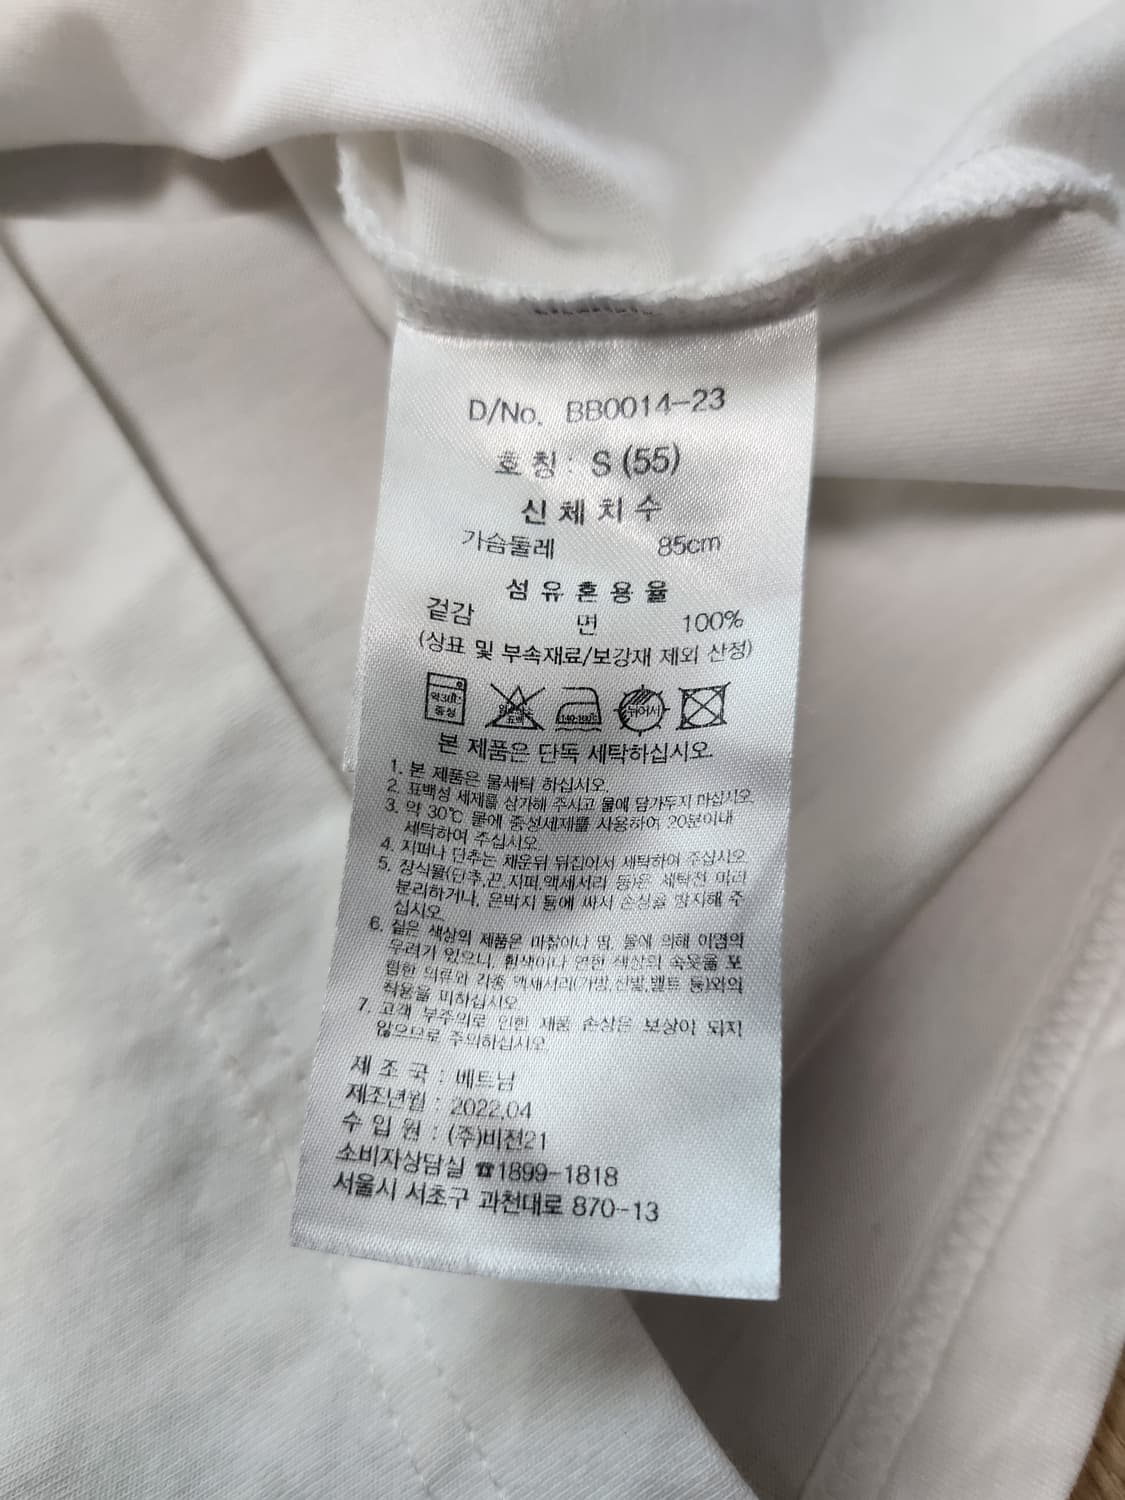 D/No. BB0014-23
호 칭 : S (55)
신 체 치 수
가슴둘레 85cm
섬 유 혼 용 율
겉감 면 100%
(상표 및 부속재료/보강재 제외 산정)
약30℃ 중성 표백 140-160℃ 뉘어서
본 제품은 단독 세탁하십시오.
1. 본 제품은 물세탁 하십시오.
2. 표백성 세제를 삼가해 주시고 물에 담가두지 마십시오.
3. 약 30℃ 물에 중성세제를 사용하여 20분이내
세탁하여 주십시오.
4. 지퍼나 단추는 채운뒤 뒤집어서 세탁하여 주십시오.
5. 장식물(단추,끈,지퍼,액세서리 등)은 세탁전 미리
분리하거나, 은박지 등에 싸서 손상을 방지해 주
십시오.
6. 짙은 색상의 제품은 마찰이나 땀, 물에 의해 이염의
우려가 있으니, 흰색이나 연한 색상의 속옷을 포
함한 의류와 각종 액세서리(가방,신발,벨트 등)와의
착용을 피하십시오.
7. 고객 부주의로 인한 제품 손상은 보상이 되지
않으므로 주의하십시오.
제 조 국 : 베트남
제조년월 : 2022.04
수 입 원 : (주)비전21
소비자상담실 ☎1899-1818
서울시 서초구 과천대로 870-13